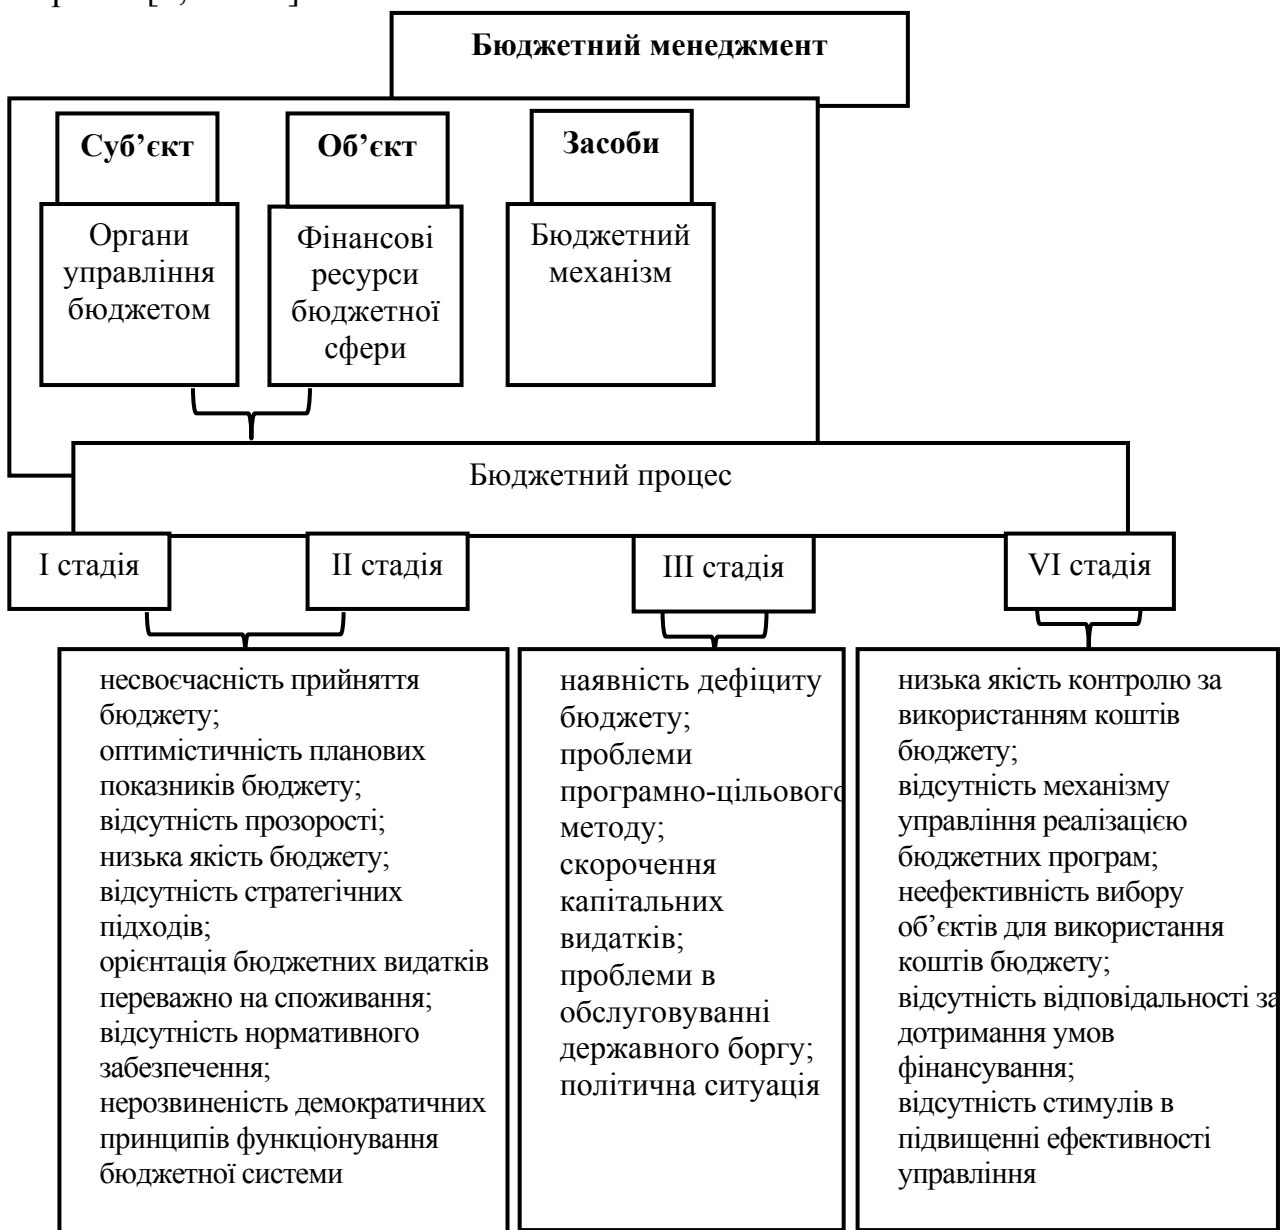 Бюджетний менеджмент
Суб’єкт
Об’єкт
Засоби
Органи
управління
бюджетом
Фінансові
ресурси
бюджетної
сфери
Бюджетний
механізм
Бюджетний процес
I стадія
II стадія
III стадія
VI стадія
несвоєчасність прийняття
бюджету;
оптимістичність планових
показників бюджету;
відсутність прозорості;
низька якість бюджету;
відсутність стратегічних
підходів;
орієнтація бюджетних видатків
переважно на споживання;
відсутність нормативного
забезпечення;
нерозвиненість демократичних
принципів функціонування
бюджетної системи
наявність дефіциту
бюджету;
проблеми
програмно-цільового
методу;
скорочення
капітальних
видатків;
проблеми в
обслуговуванні
державного боргу;
політична ситуація
низька якість контролю за
використанням коштів
бюджету;
відсутність механізму
управління реалізацією
бюджетних програм;
неефективність вибору
об’єктів для використання
коштів бюджету;
відсутність відповідальності за
дотримання умов
фінансування;
відсутність стимулів в
підвищенні ефективності
управління